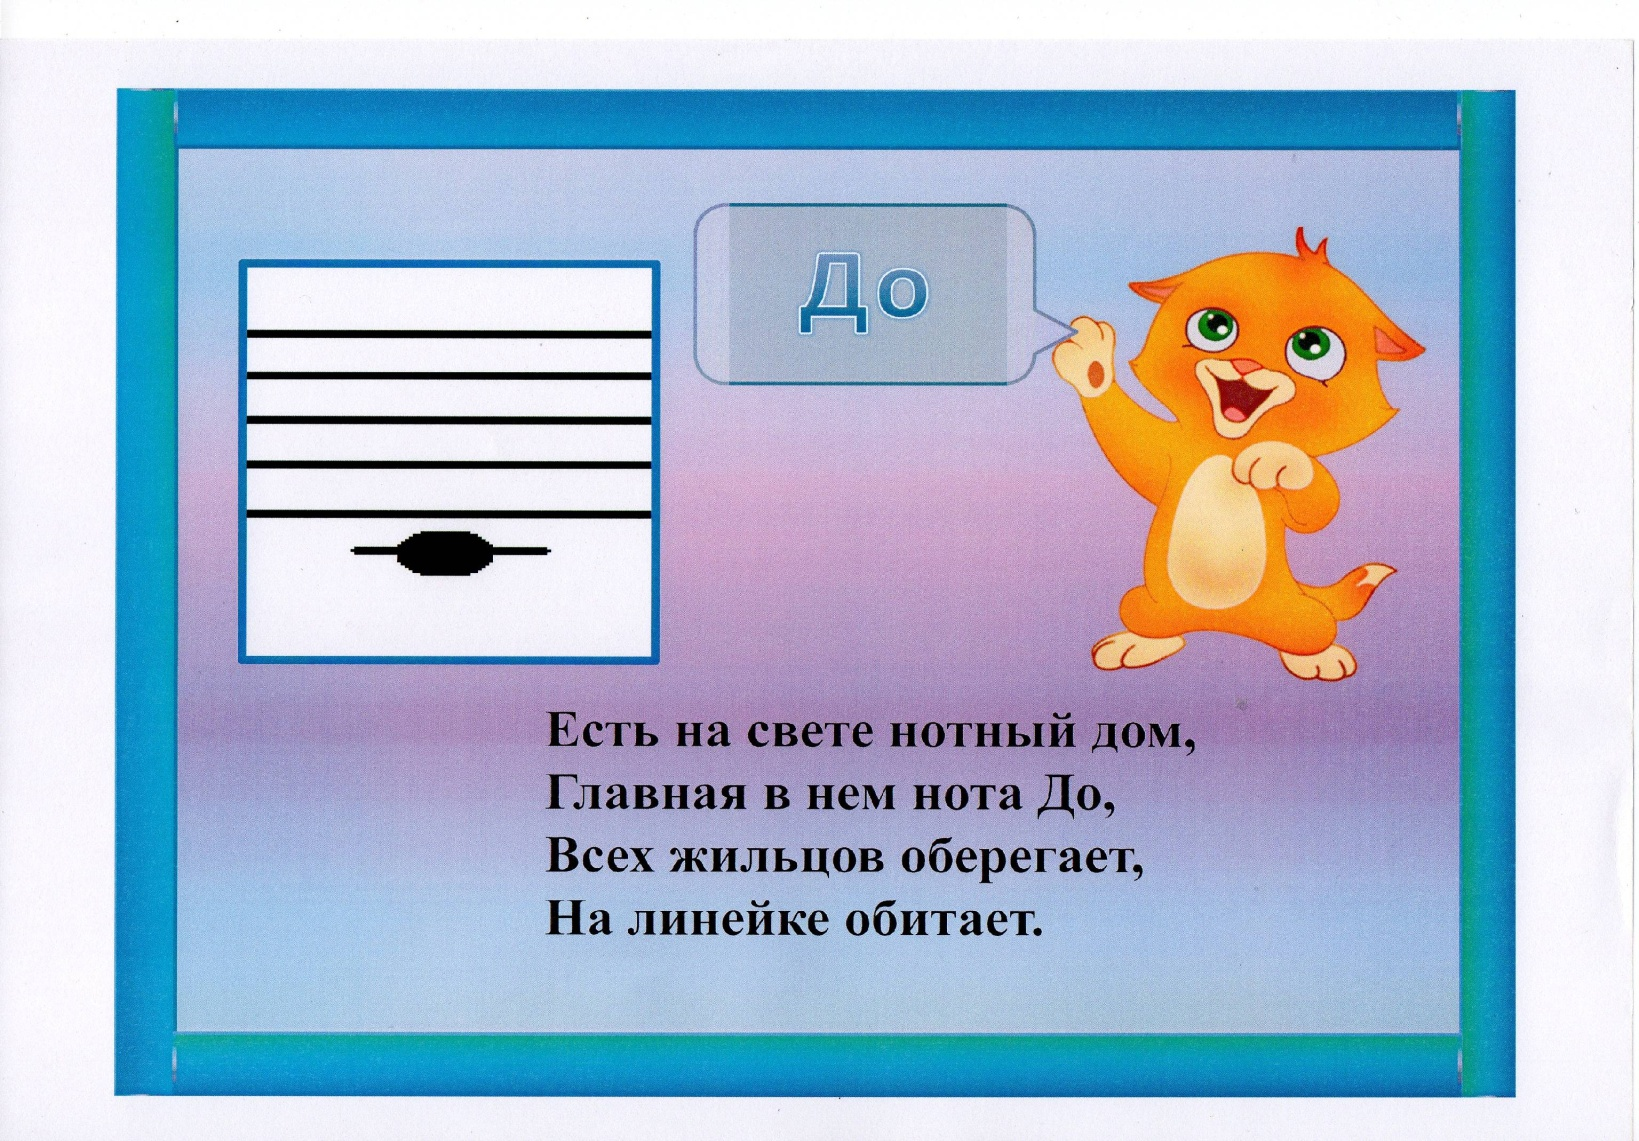 До
Есть на свете нотный дом,
Главная в нем нота До,
Всех жильцов оберегает,
На линейке обитает.